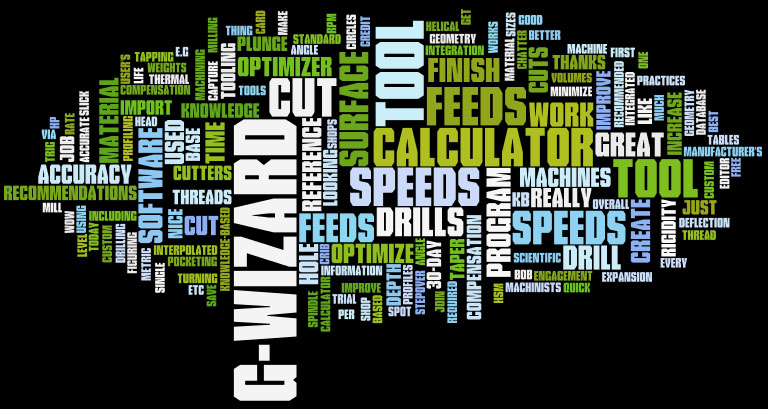 HELICAL
GET
THING
CARD
MAKE
STANDARD
RPM
CIRCLES
CREDIT
TOOL
GEOMETRY
INTEGRATION
WORKS
MATERIAL SIZES
GOOD
BETTER
CHATTER
MACHINE
FIRST
ONE
TAPPING
E.G
USER'S
LIFE
WEIGHTS
THERMAL
COMPENSATION
MACHINING
MILLING
CAPTURE
TOOLING
PLUNGE
ANGLE
OPTIMIZER
TOOLS
CUT
SURFACE
FINISH
CUTS
THANKS
VOLUMES
MINIMIZE
IMPROVE
RECOMMENDED
INTEGRATED
LIKE
PRACTICES
MUCH
INCREASE
GEOMETRY
DATABASE
BEST
MATERIAL
IMPORT
KNOWLEDGE
FEEDS
WORK
VIA
HP
TRIG
JOB
RATE
ACCURATE
SLICK
PROFILING
HEAD
SOFTWARE
USED
BASE
TIME
G-WIZARD
REFERENCE
LOOKING
SHOPS
CALCULATOR
GREAT
TABLES
MANUFACTURER'S
ACCURACY
CUTTERS
RECOMMENDATIONS
THREADS
SPEEDS
PROGRAM
MACHINES
TOOL
CUSTOM
EDITOR
FREE
MILL
WOW
LEVEL
USING
TODAY
INCLUDING
CUSTOM
DRILLING
FIGURING
NICE
CUT
KNOWLEDGE-BASED
FEEDS
DRILLS
KB
REALLY
OVERALL
CREATE
RIGIDITY
JUST
DEFLECTION
THREAD
SPEEDS
METRIC
SINGLE
INTERPOLATED
POCKETING
HOLE
CRIB
OPTIMIZE
ANGLE
TAPER
COMPENSATION
SCIENTIFIC
DRILL
EVERY
TURNING
ETC
SAVE
INFORMATION
DEPTH
PROFILES
STEPOVER
30-DAY
BOB
ENGAGEMENT
EXPANSION
SPINDLE
CALCULATOR
IMPROVE
TRIAL
PER
SHOP
BASED
SPOT
JOIN
REQUIRED
HSM
MACHINISTS
QUICK